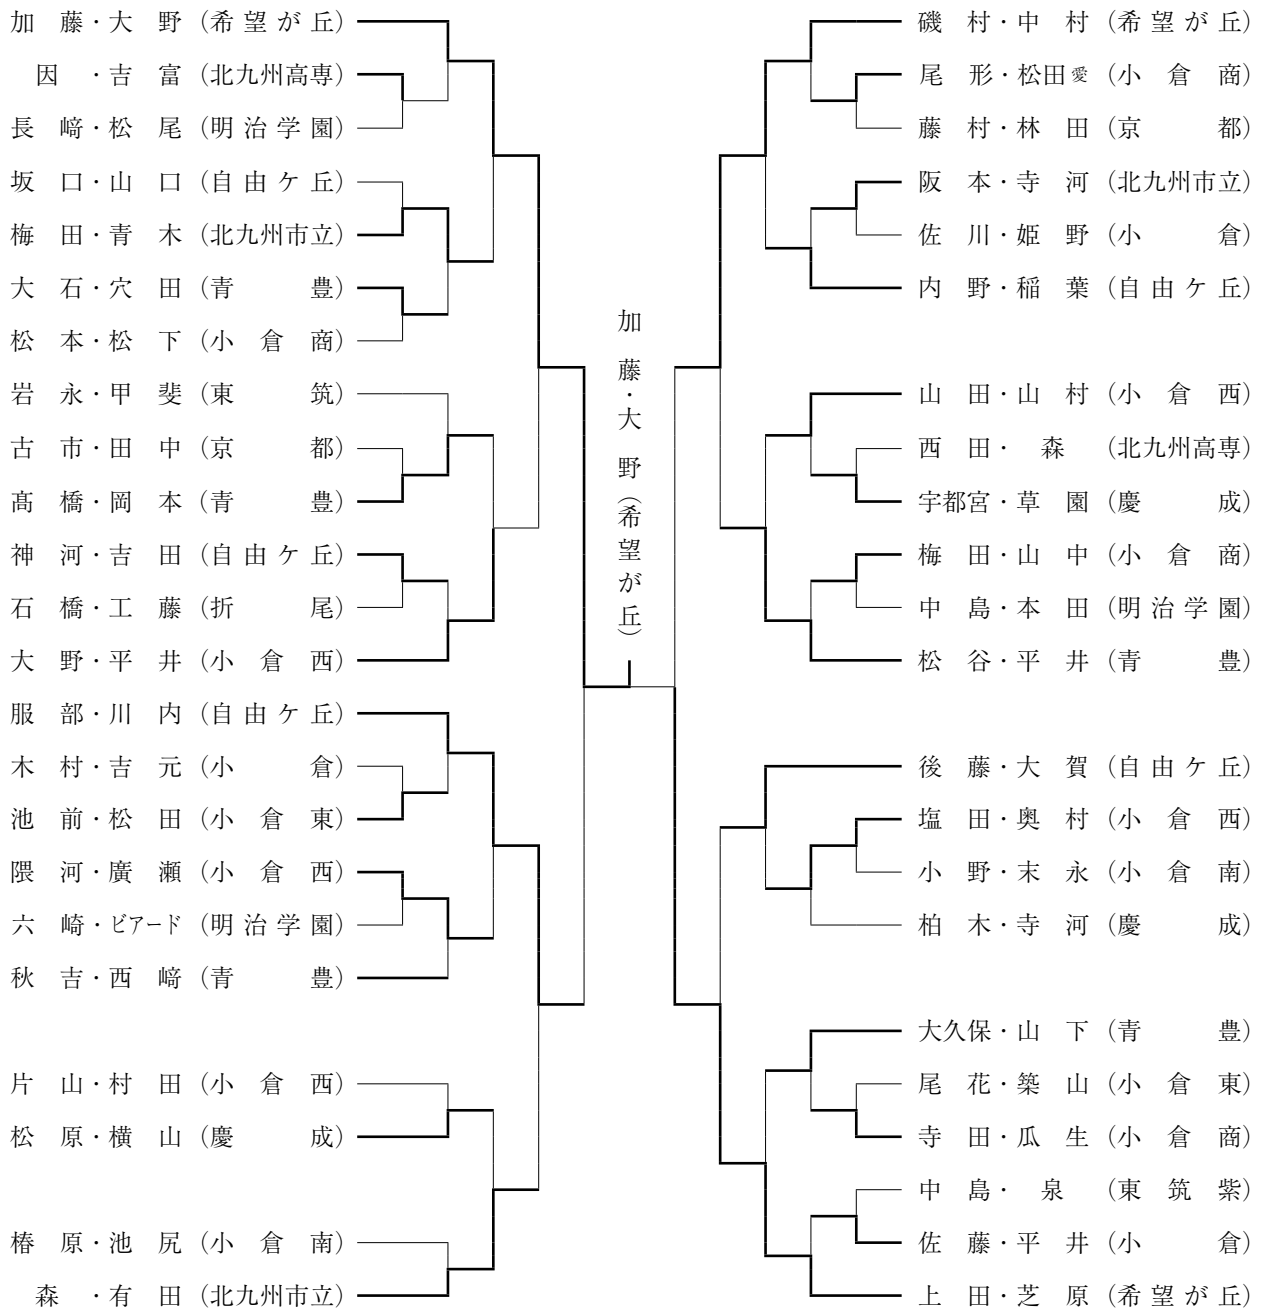 加藤・大野（希望が丘）
因・吉富（北九州高専）
長﨑・松尾（明治学園）
坂口・山口（自由ケ丘）
梅田・青木（北九州市立）
大石・穴田（青豊）
松本・松下（小倉商）
岩永・甲斐（東筑）
古市・田中（京都）
髙橋・岡本（青豊）
神河・吉田（自由ケ丘）
石橋・工藤（折尾）
大野・平井（小倉西）
服部・川内（自由ケ丘）
木村・吉元（小倉）
池前・松田（小倉東）
隈河・廣瀬（小倉西）
六崎・ビアード（明治学園）
秋吉・西﨑（青豊）
片山・村田（小倉西）
松原・横山（慶成）
椿原・池尻（小倉南）
森・有田（北九州市立）
加藤・大野（希望が丘）
磯村・中村（希望が丘）
尾形・松田愛（小倉商）
藤村・林田（京都）
阪本・寺河（北九州市立）
佐川・姫野（小倉）
内野・稲葉（自由ケ丘）
山田・山村（小倉西）
西田・森（北九州高専）
宇都宮・草園（慶成）
梅田・山中（小倉商）
中島・本田（明治学園）
松谷・平井（青豊）
後藤・大賀（自由ケ丘）
塩田・奥村（小倉西）
小野・末永（小倉南）
柏木・寺河（慶成）
大久保・山下（青豊）
尾花・築山（小倉東）
寺田・瓜生（小倉商）
中島・泉（東筑紫）
佐藤・平井（小倉）
上田・芝原（希望が丘）